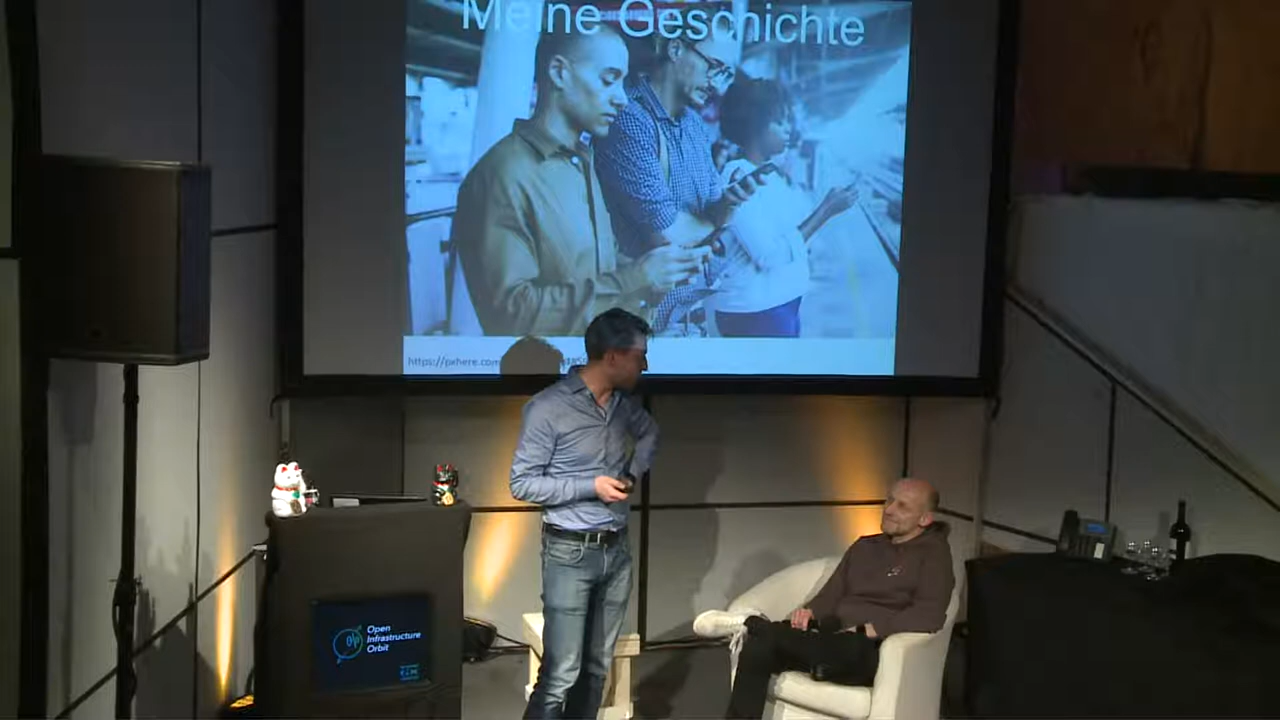 Meine Geschichte
https://pxhere.com
Open
Infrastructure
Orbit